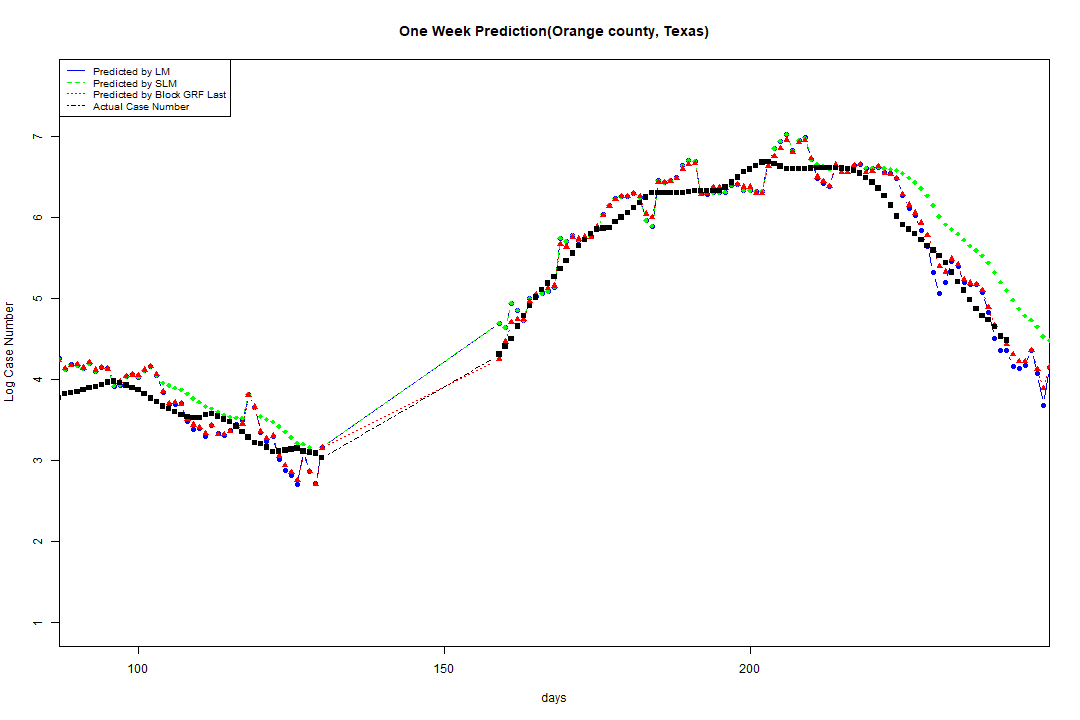 One Week Prediction(Orange county, Texas)
Predicted by LM
Predicted by SLM
Predicted by Block GRF Last
Actual Case Number
7
6
5
4
3
2
1
Log Case Number
100 150 200
days